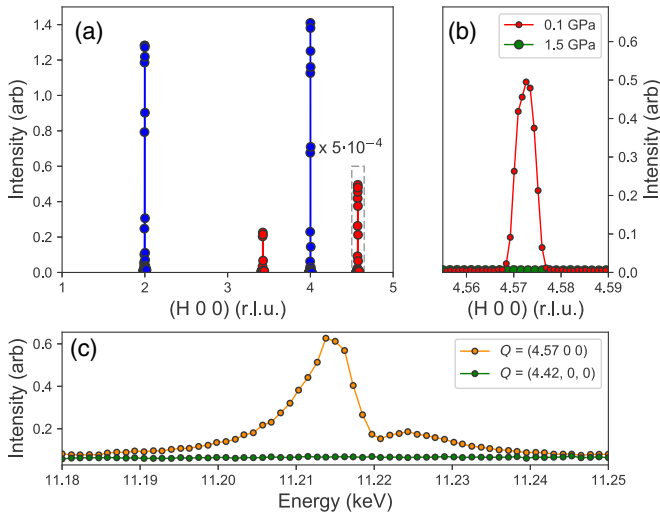 (a)
Intensity (arb)
1.4
1.2
1.0
0.8
0.6
0.4
0.2
0.0
x 5·10⁻⁴
1 2 3 4 5
(H 0 0) (r.l.u.)
(b)
0.1 GPa
1.5 GPa
0.6
0.5
0.4
0.3
0.2
0.1
0.0
Intensity (arb)
4.56 4.57 4.58 4.59
(H 0 0) (r.l.u.)
(c)
Q = (4.57 0 0)
Q = (4.42, 0, 0)
Intensity (arb)
0.6
0.4
0.2
11.18 11.19 11.20 11.21 11.22 11.23 11.24 11.25
Energy (keV)